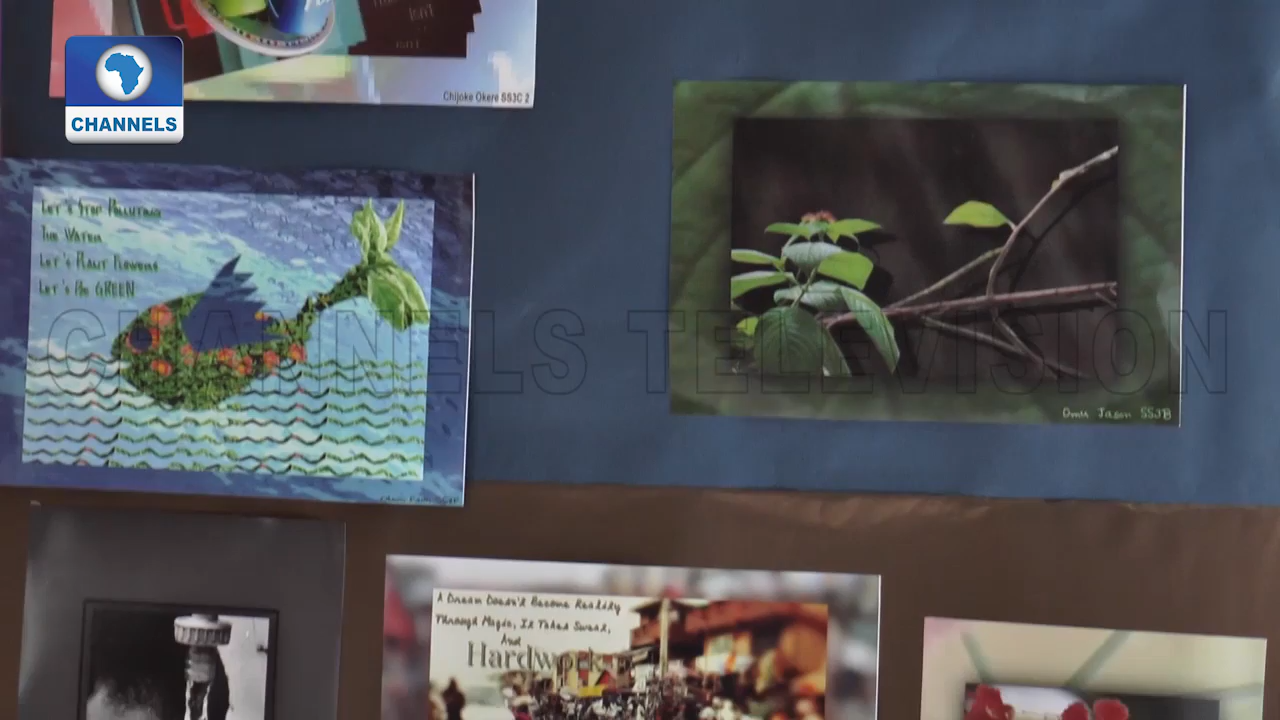 Chijioke Okere SS3C 2
CHANNELS
LET'S STOP POLLUTING
THE WATER
LET'S PLANT FLOWERS
LET'S BE GREEN
CHANNELS TELEVISION
Omu Jason SS3B
A Dream Doesn't Become Reality
Through Magic; It Takes Sweat,
And
Hardwork